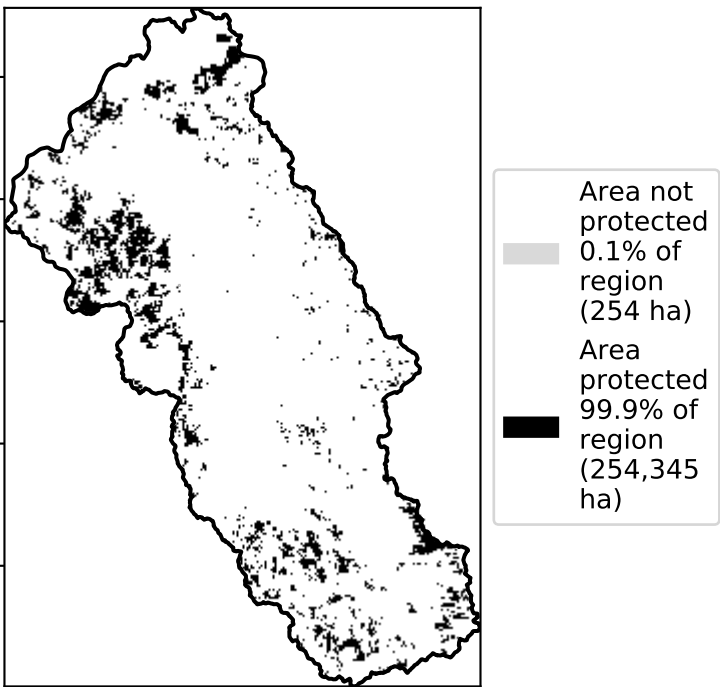 Area not
protected
0.1% of
region
(254 ha)
Area
protected
99.9% of
region
(254,345
ha)